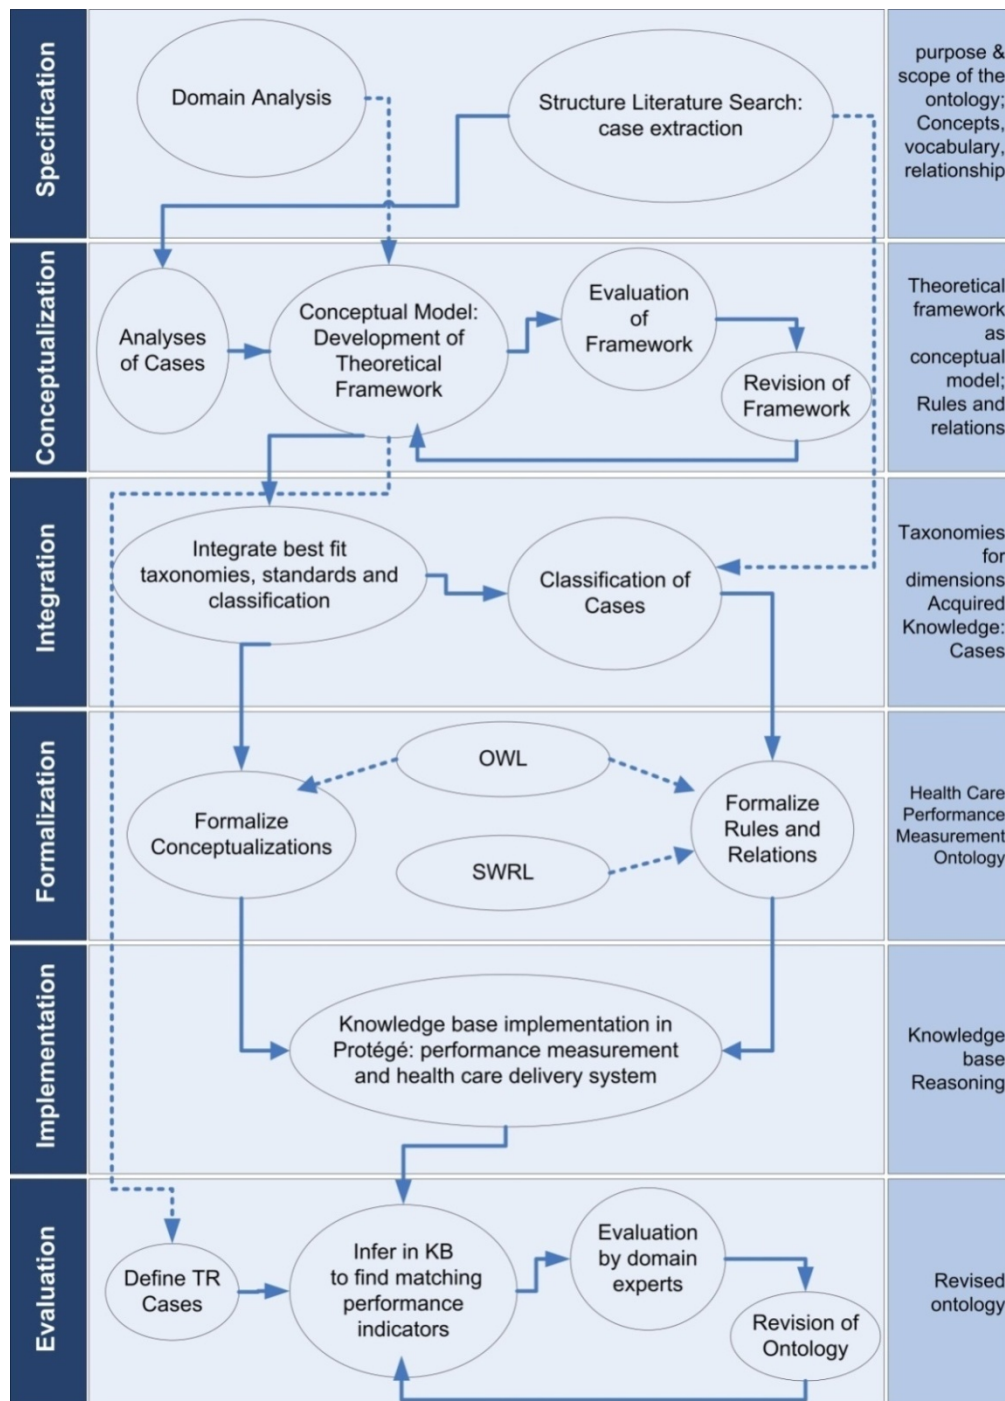 Specification
Domain Analysis
Structure Literature Search:
case extraction
purpose &
scope of the
ontology;
Concepts,
vocabulary,
relationship
Conceptualization
Analyses
of Cases
Conceptual Model:
Development of
Theoretical
Framework
Evaluation
of
Framework
Revision of
Framework
Theoretical
framework
as
conceptual
model;
Rules and
relations
Integration
Integrate best fit
taxonomies, standards and
classification
Classification of
Cases
Taxonomies
for
dimensions
Acquired
Knowledge:
Cases
Formalization
OWL
Formalize
Conceptualizations
SWRL
Formalize
Rules and
Relations
Health Care
Performance
Measurement
Ontology
Implementation
Knowledge base implementation in
Protégé: performance measurement
and health care delivery system
Knowledge
base
Reasoning
Evaluation
Define TR
Cases
Infer in KB
to find matching
performance
indicators
Evaluation
by domain
experts
Revision of
Ontology
Revised
ontology